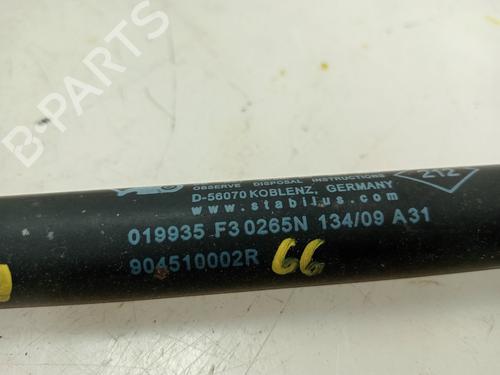 OBSERVE DISPOSAL INSTRUCTIONS
D-56070 KOBLENZ, GERMANY
www.stabilus.com
212
019935 F3 0265N 134/09 A31
904510002R
66
B-PARTS